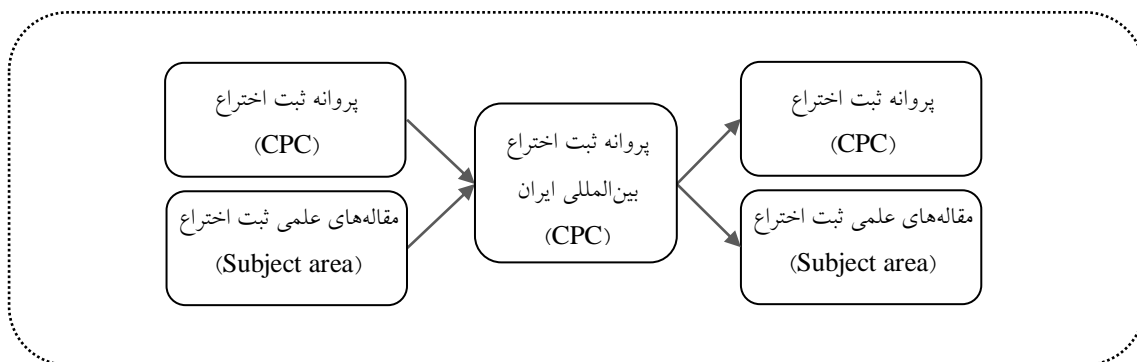 پروانه ثبت اختراع
(CPC)
مقاله‌های علمی ثبت اختراع
(Subject area)
پروانه ثبت اختراع
بین‌المللی ایران
(CPC)
پروانه ثبت اختراع
(CPC)
مقاله‌های علمی ثبت اختراع
(Subject area)